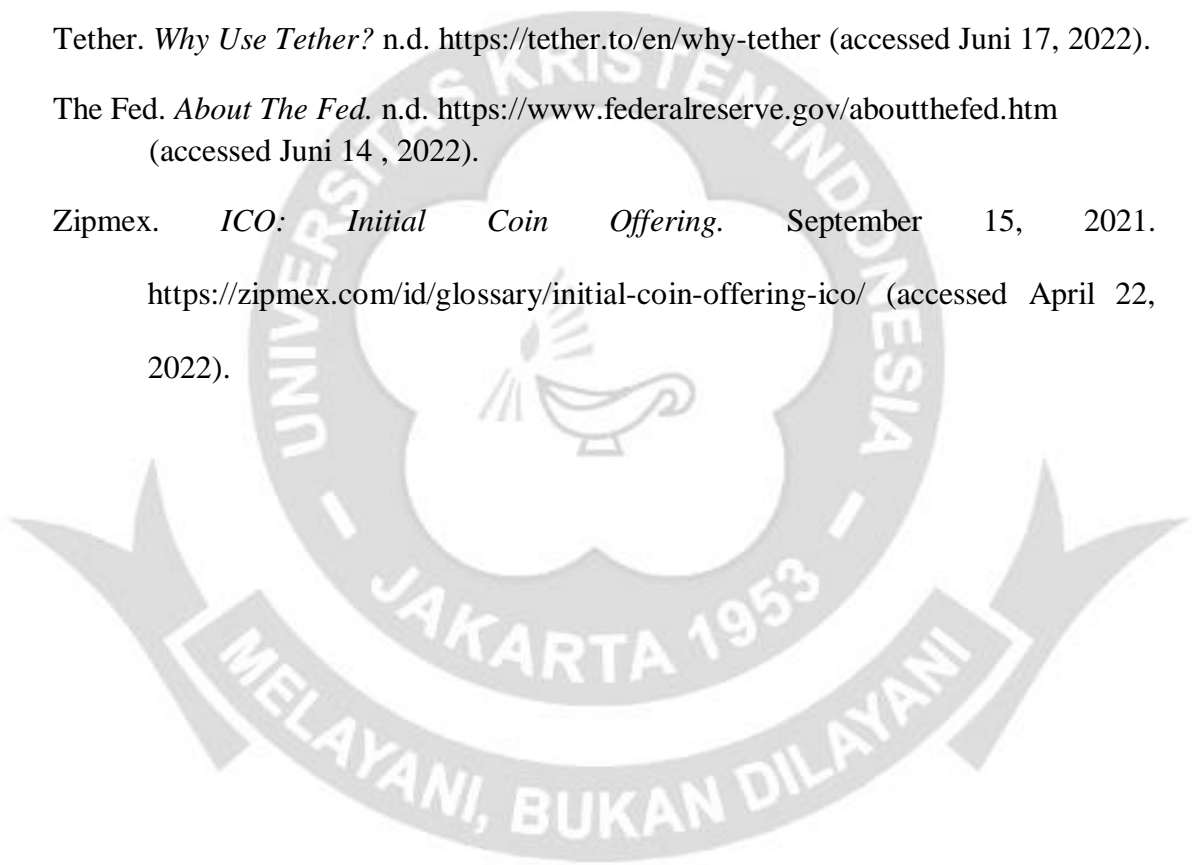 Tether. Why Use Tether? n.d. https://tether.to/en/why-tether (accessed Juni 17, 2022).
The Fed. About The Fed. n.d. https://www.federalreserve.gov/aboutthefed.htm
(accessed Juni 14 , 2022).
Zipmex. ICO: Initial Coin Offering. September 15, 2021.
https://zipmex.com/id/glossary/initial-coin-offering-ico/ (accessed April 22,
2022).
UNIVERSITAS KRISTEN INDONESIA
- JAKARTA 1953 -
MELAYANI, BUKAN DILAYANI